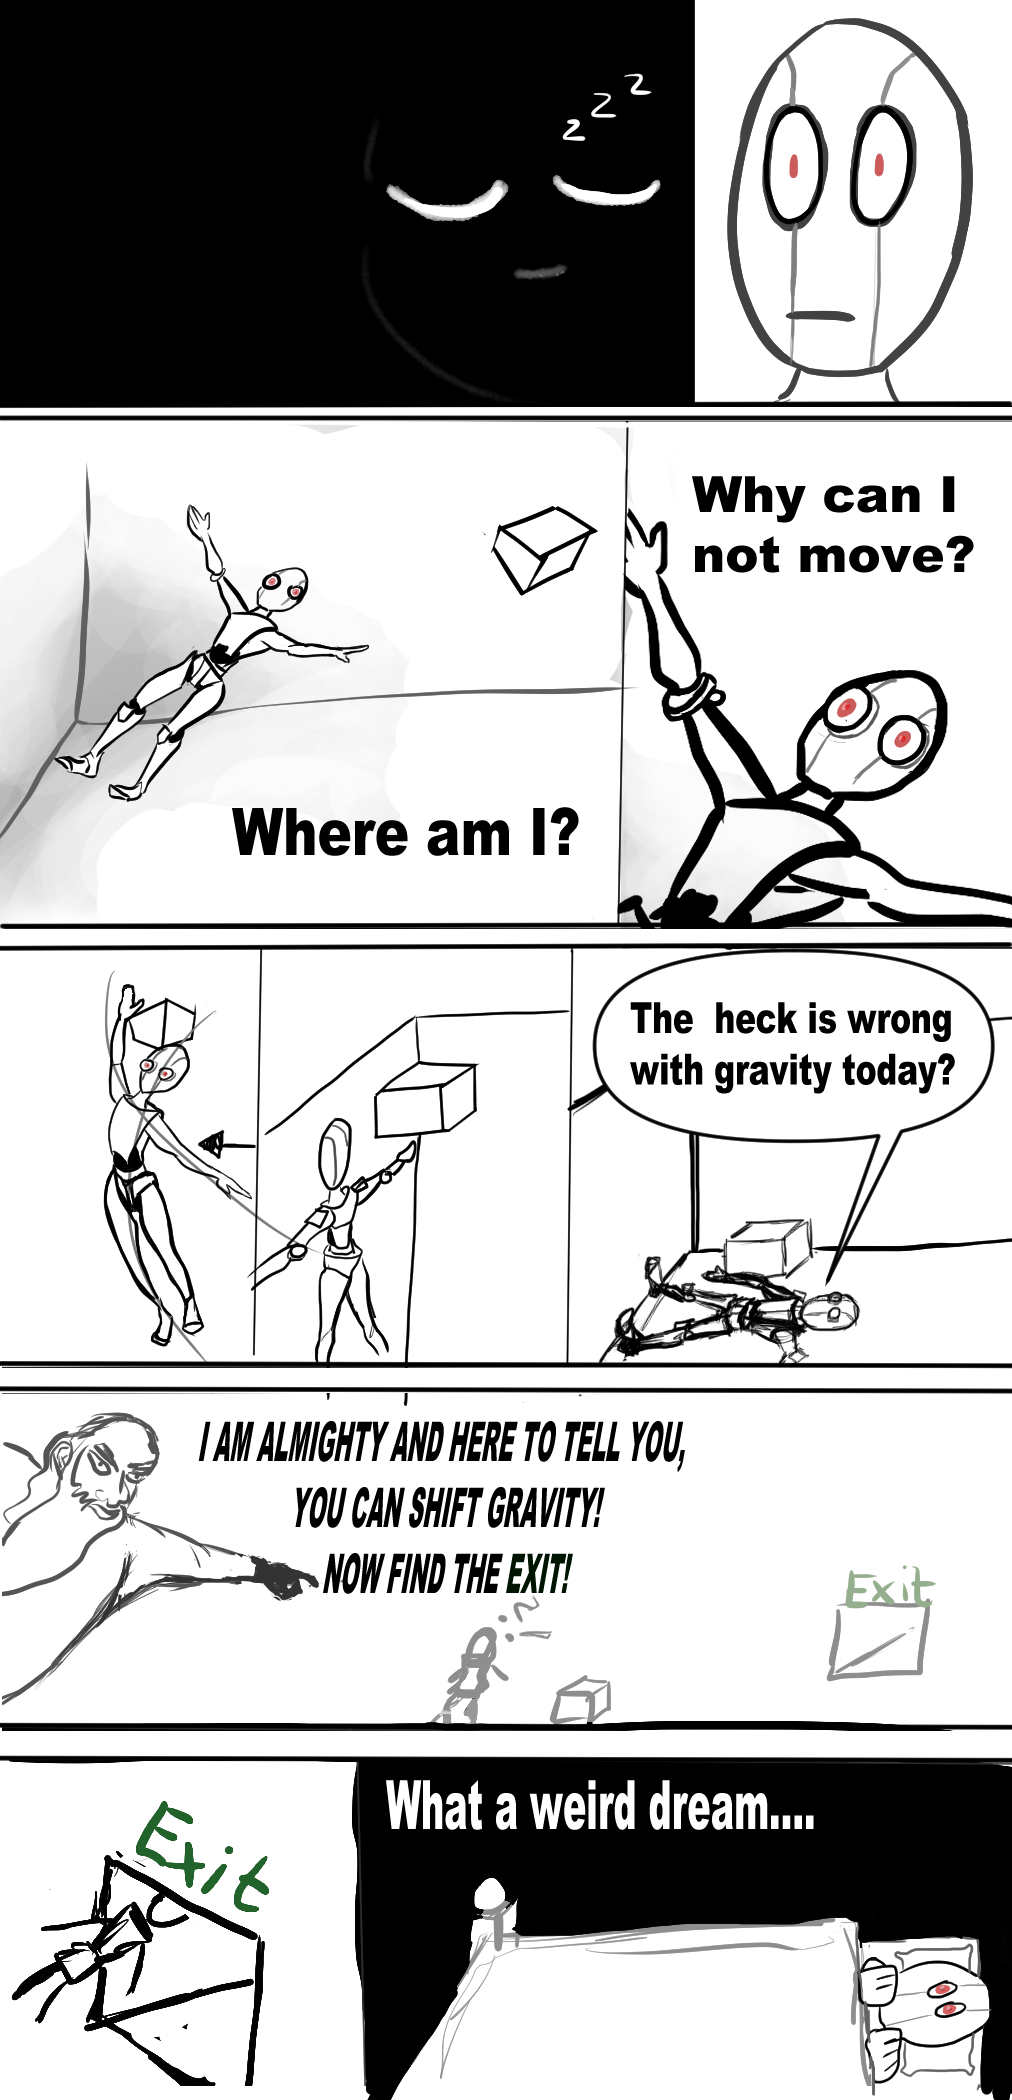 z z z
Why can I
not move?
Where am I?
The heck is wrong
with gravity today?
I AM ALMIGHTY AND HERE TO TELL YOU,
YOU CAN SHIFT GRAVITY!
NOW FIND THE EXIT!
Exit
Exit
What a weird dream....